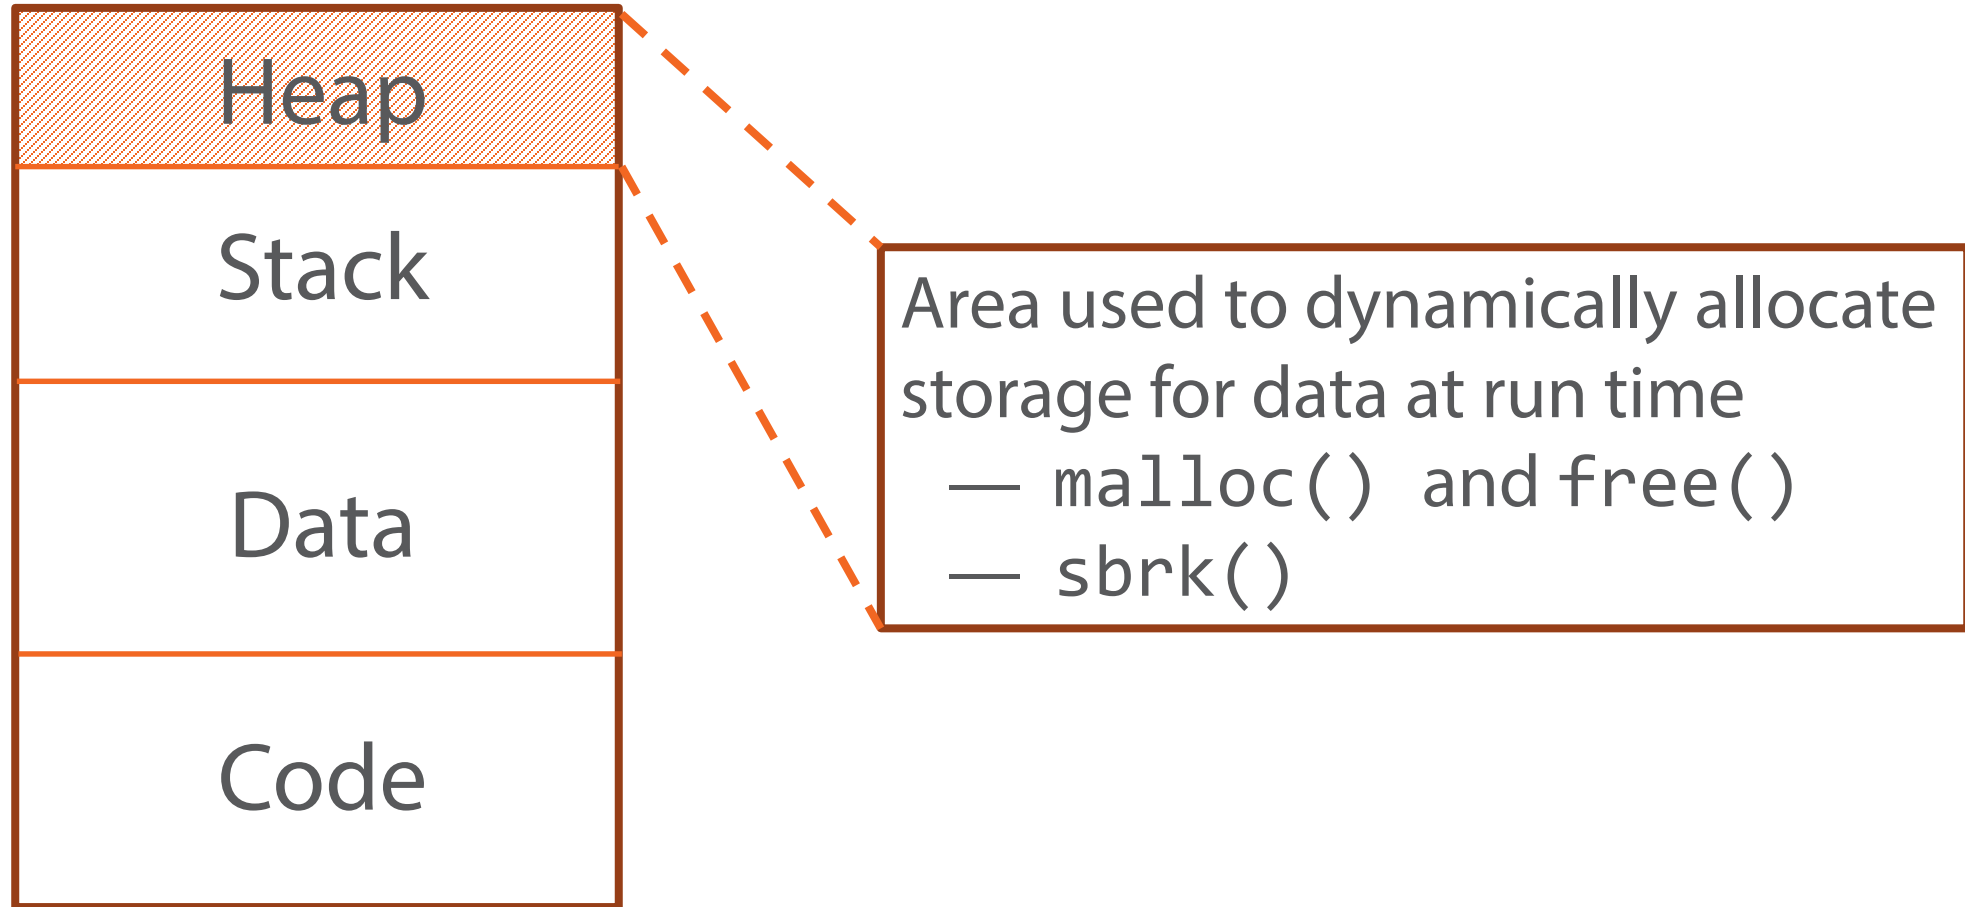 Heap
Stack
Data
Code
Area used to dynamically allocate
storage for data at run time
— malloc() and free()
— sbrk()